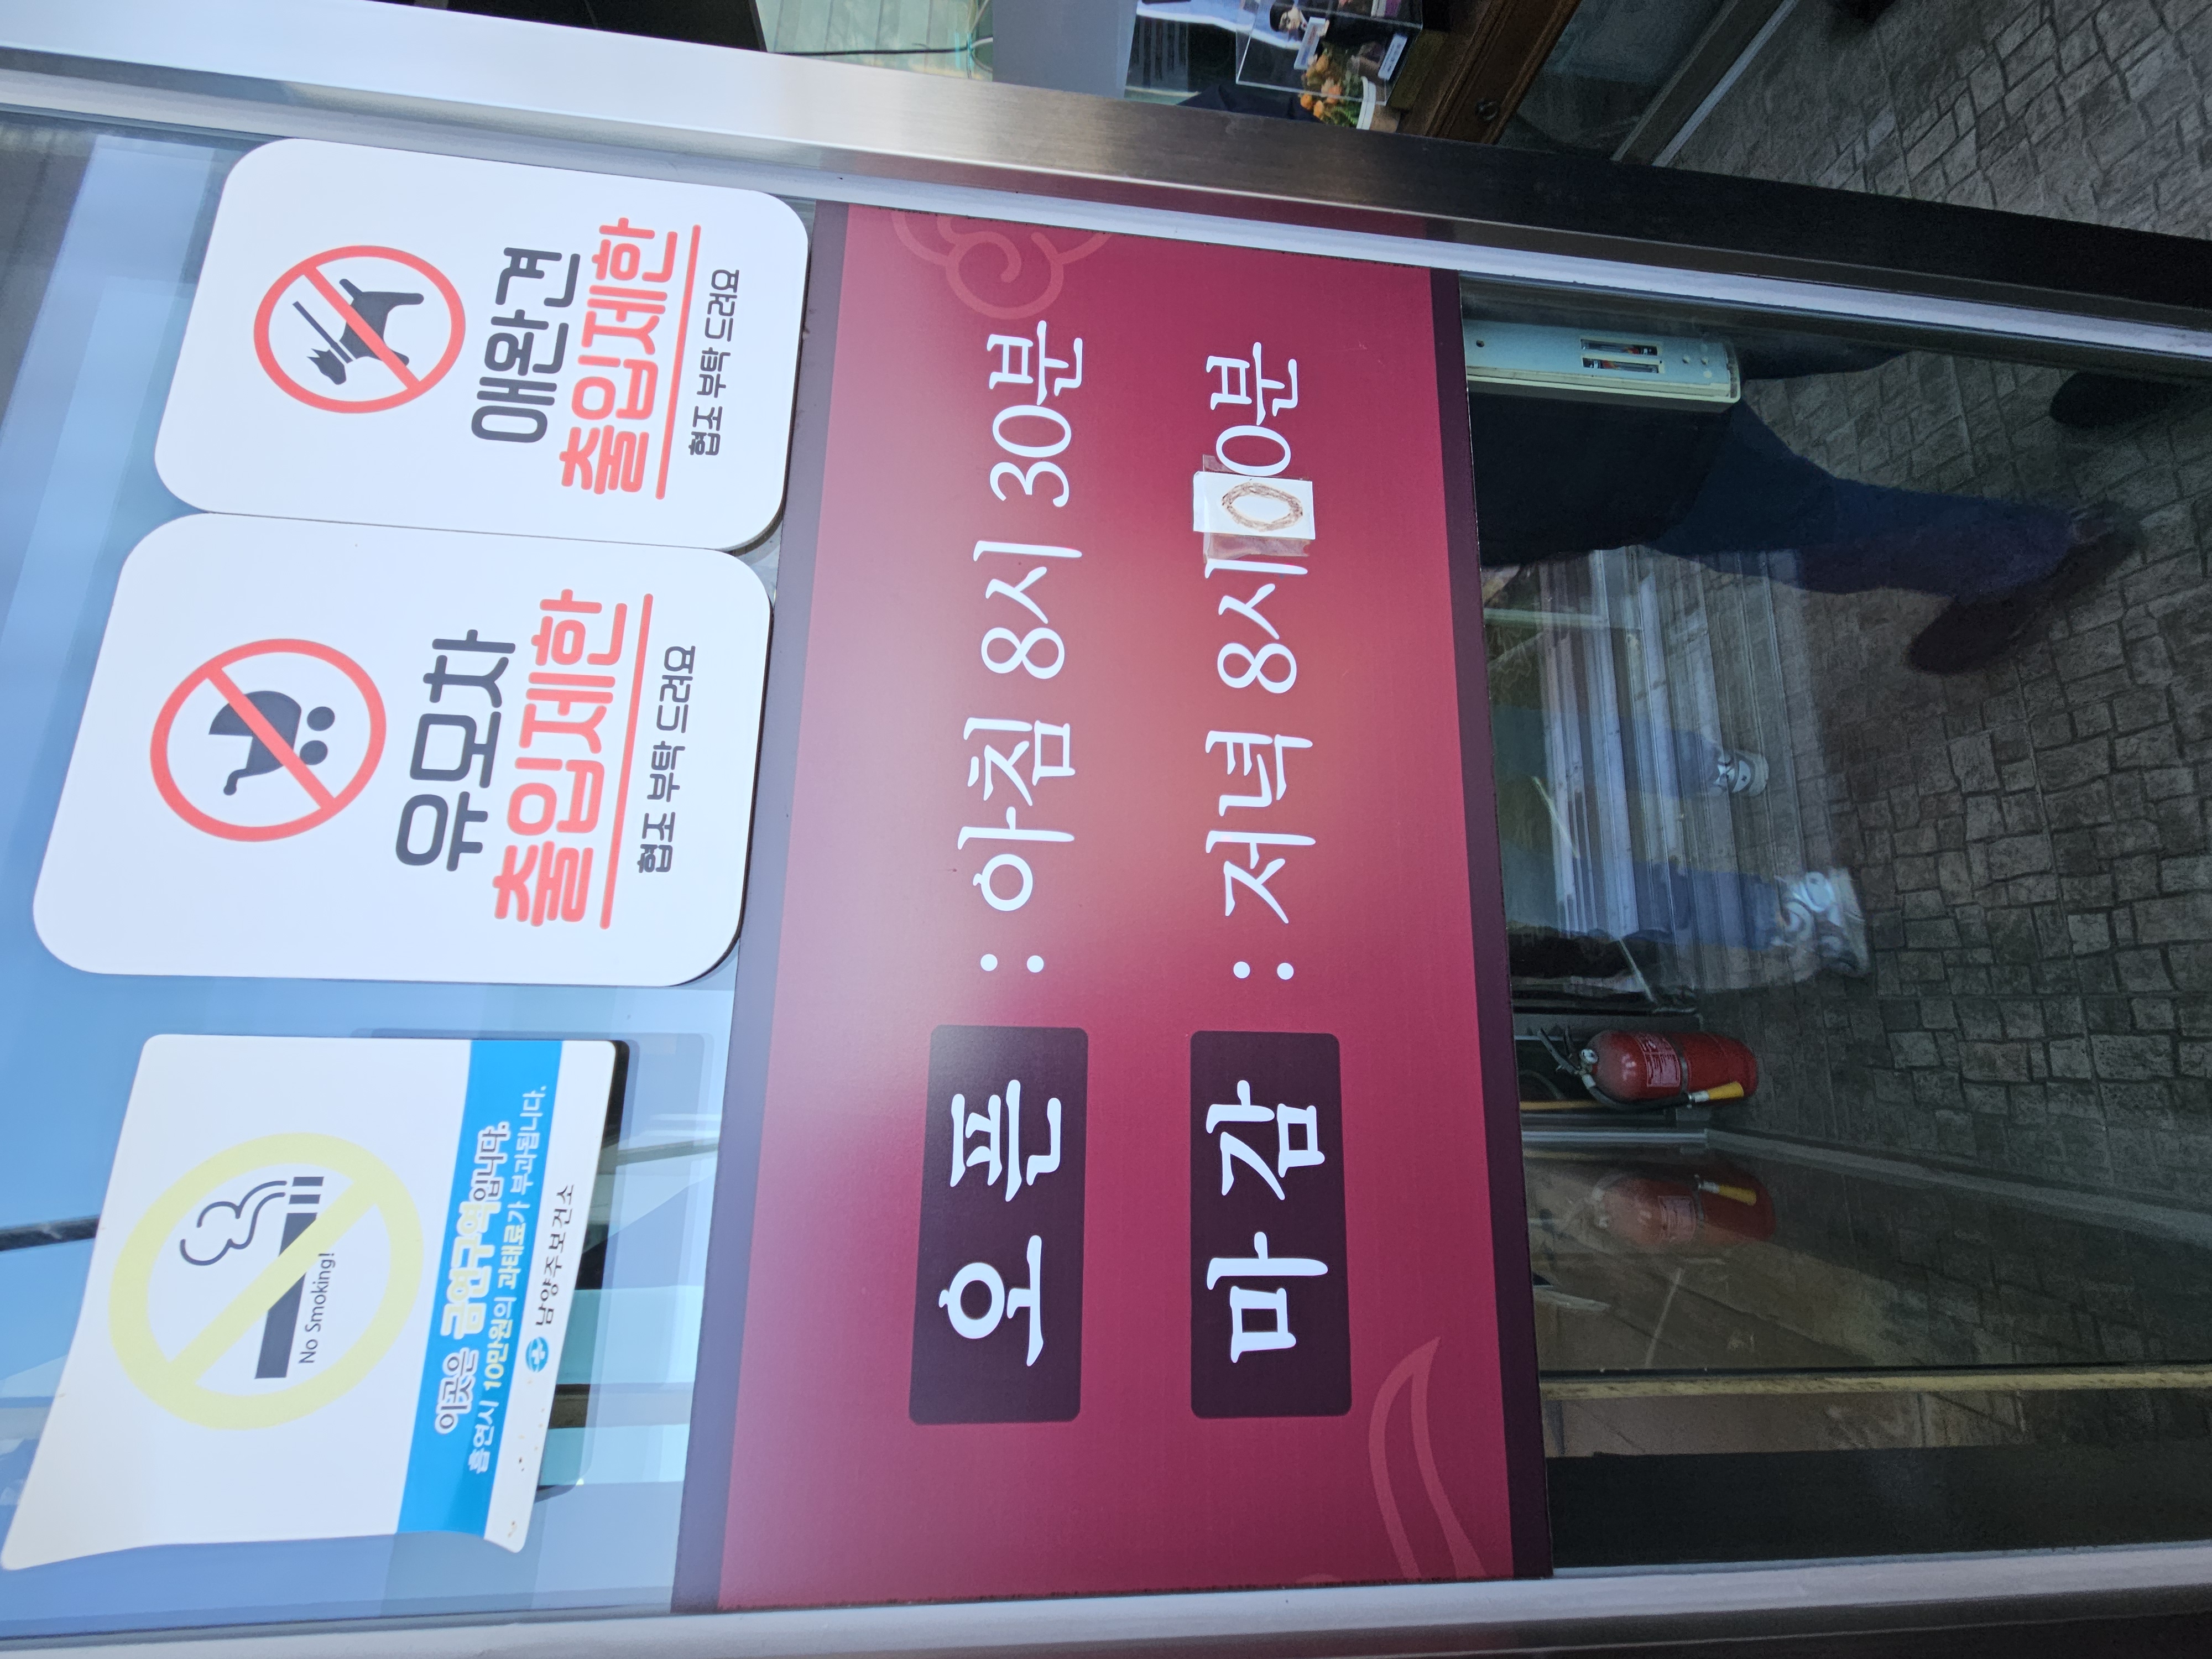 No Smoking!
이곳은 금연구역입니다.
흡연시 10만원의 과태료가 부과됩니다.
남양주보건소
유모차
출입제한
협조 부탁 드려요
애완견
출입제한
협조 부탁 드려요
오픈 : 아침 8시 30분
마감 : 저녁 8시 00분